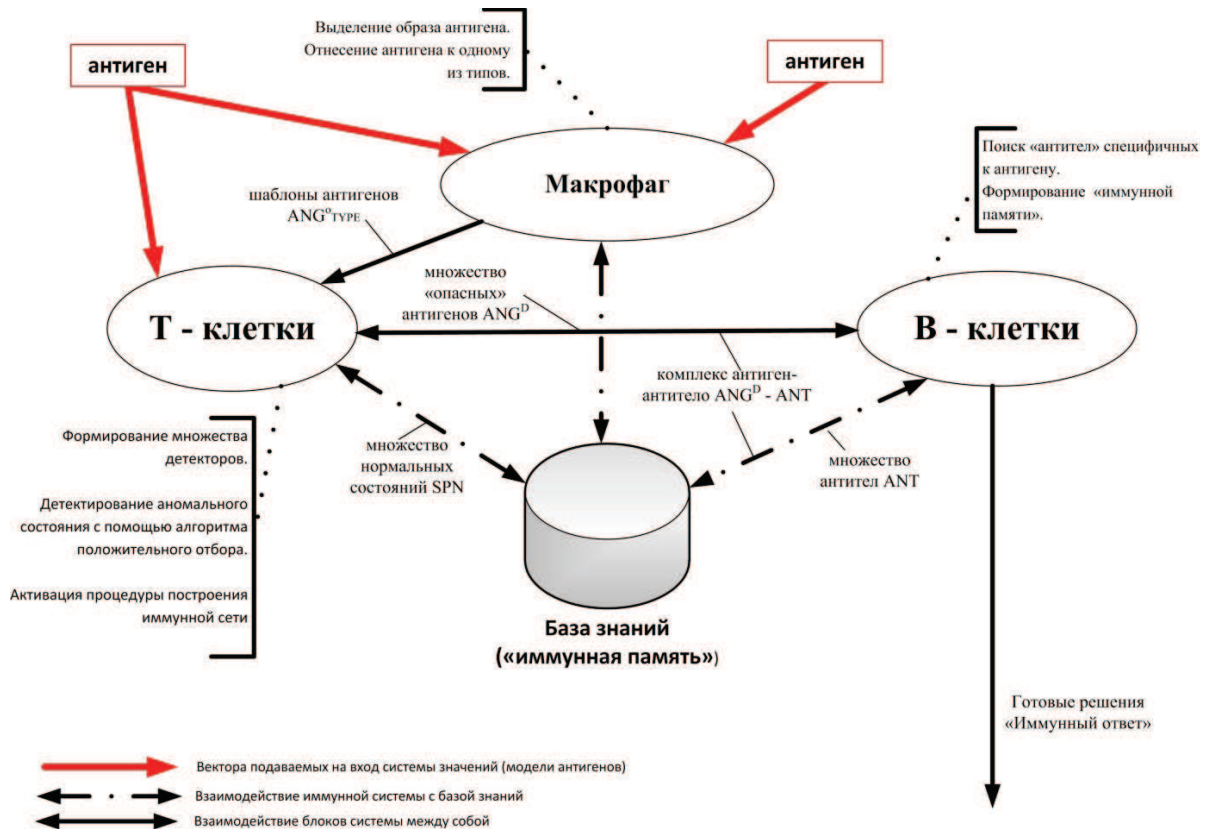 Выделение образа антигена.
Отнесение антигена к одному
из типов.
антиген
антиген
Макрофаг
Поиск «антител» специфичных
к антигену.
Формирование «иммунной
памяти».
шаблоны антигенов
ANG°TYPE
множество
«опасных»
антигенов ANG^D
Т - клетки
В - клетки
комплекс антиген-
антитело ANG^D - ANT
Формирование множества
детекторов.
Детектирование аномального
состояния с помощью алгоритма
положительного отбора.
Активация процедуры построения
иммунной сети
множество
нормальных
состояний SPN
множество
антител ANT
База знаний
(«иммунная память»)
Готовые решения
«Иммунный ответ»
Вектора подаваемых на вход системы значений (модели антигенов)
Взаимодействие иммунной системы с базой знаний
Взаимодействие блоков системы между собой